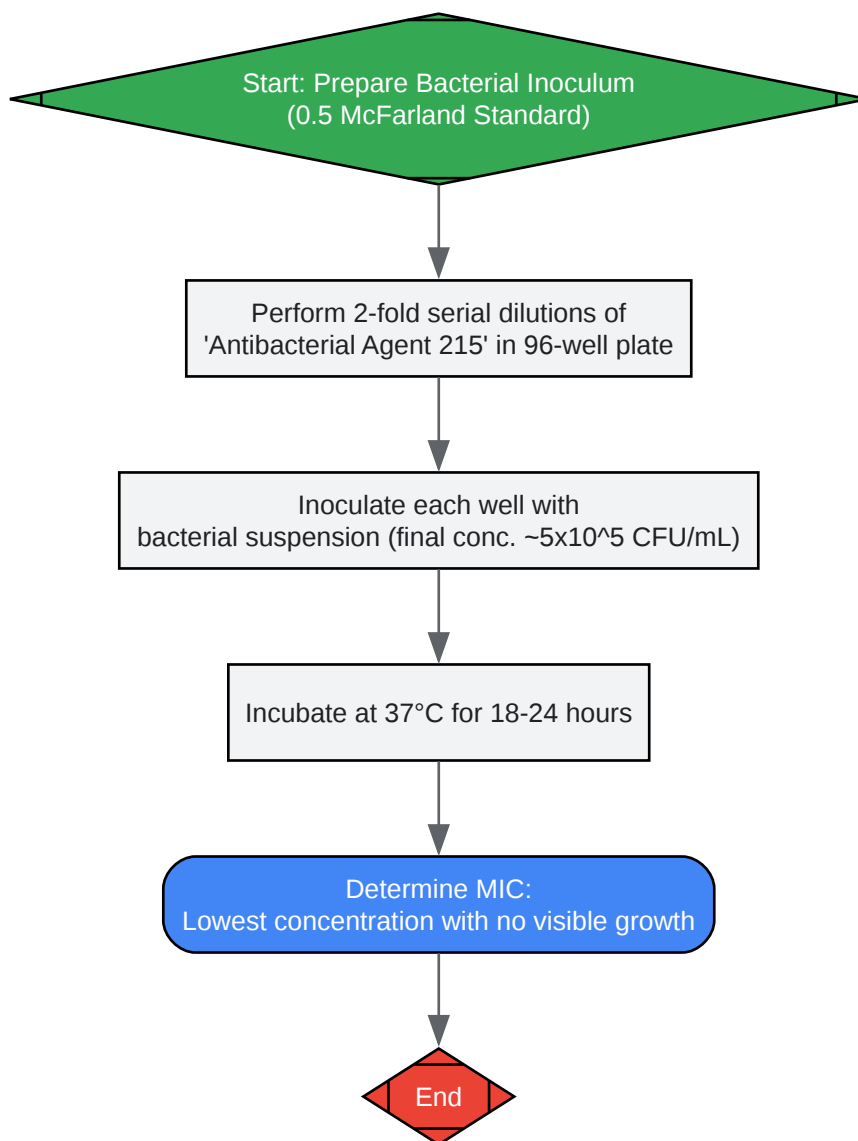 Start: Prepare Bacterial Inoculum
(0.5 McFarland Standard)
Perform 2-fold serial dilutions of
'Antibacterial Agent 215' in 96-well plate
Inoculate each well with
bacterial suspension (final conc. ~5x10^5 CFU/mL)
Incubate at 37°C for 18-24 hours
Determine MIC:
Lowest concentration with no visible growth
End